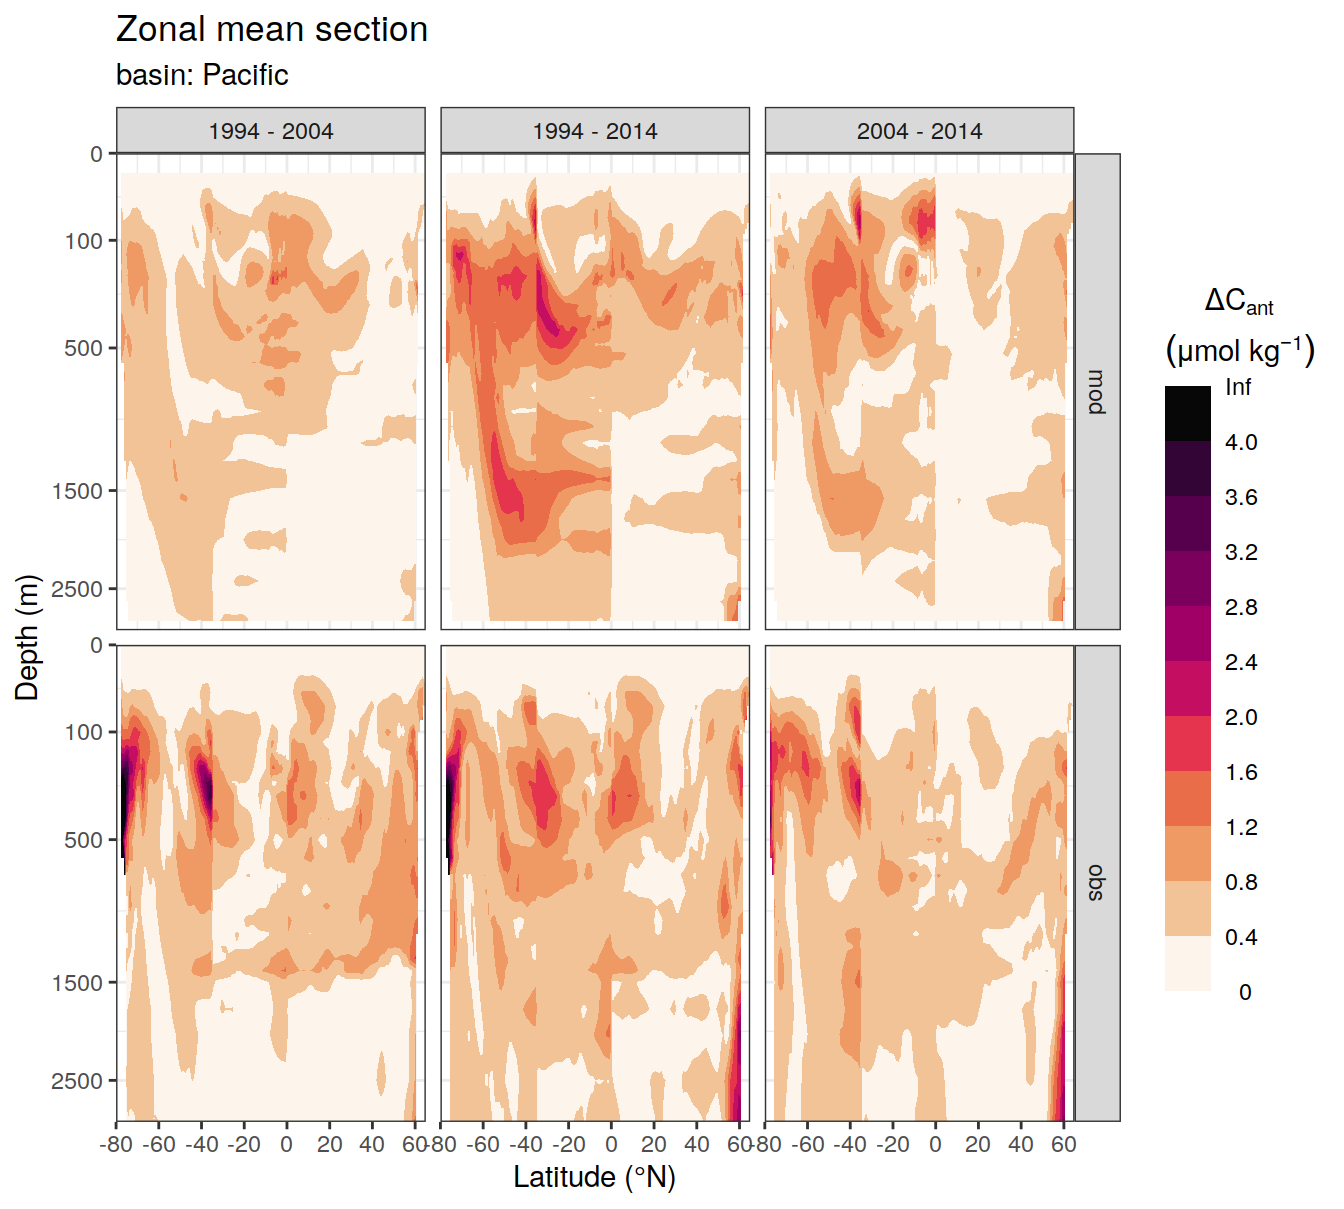 Zonal mean section
basin: Pacific
1994 - 2004
1994 - 2014
2004 - 2014
0
100
500
1500
2500
mod
0
100
500
1500
2500
obs
Depth (m)
-80 -60 -40 -20 0 20 40 60
-80 -60 -40 -20 0 20 40 60
-80 -60 -40 -20 0 20 40 60
Latitude (°N)
ΔCant
(μmol kg⁻¹)
Inf
4.0
3.6
3.2
2.8
2.4
2.0
1.6
1.2
0.8
0.4
0